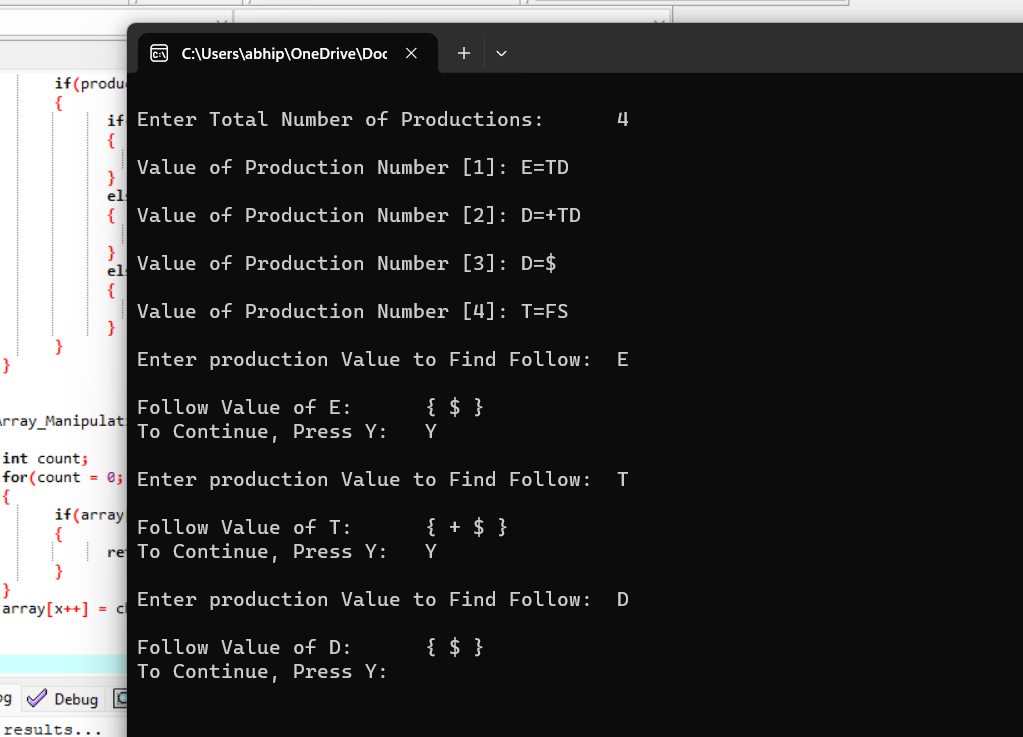 C:\Users\abhip\OneDrive\Doc
if(produ
{
if
{
}
els
{
}
els
{
}
}
}
Array_Manipulat
int count;
for(count = 0;
{
if(array
{
ret
}
}
array[x++] = c
Debug
results...
Enter Total Number of Productions: 4
Value of Production Number [1]: E=TD
Value of Production Number [2]: D=+TD
Value of Production Number [3]: D=$
Value of Production Number [4]: T=FS
Enter production Value to Find Follow: E
Follow Value of E: { $ }
To Continue, Press Y: Y
Enter production Value to Find Follow: T
Follow Value of T: { + $ }
To Continue, Press Y: Y
Enter production Value to Find Follow: D
Follow Value of D: { $ }
To Continue, Press Y: